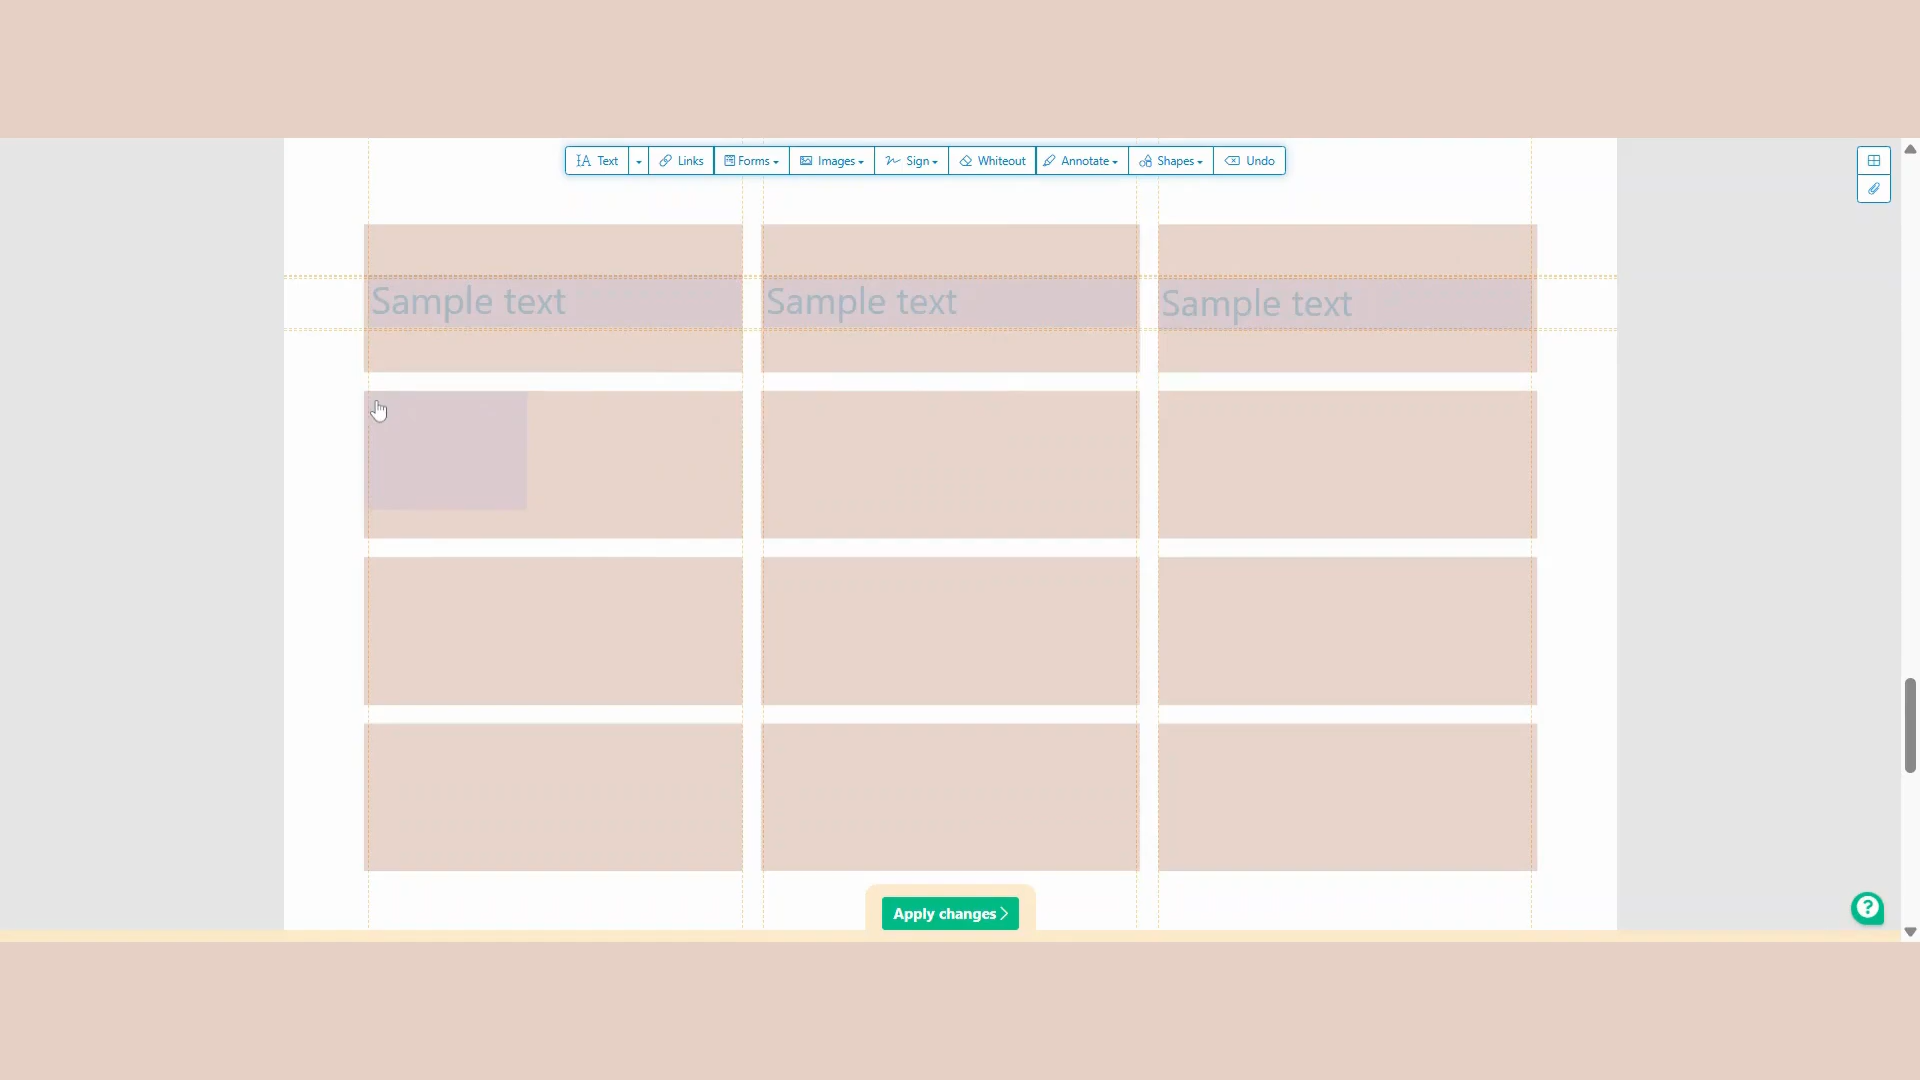 Text Links Forms Images Sign Whiteout Annotate Shapes Undo
Sample text Sample text Sample text
Apply changes
?